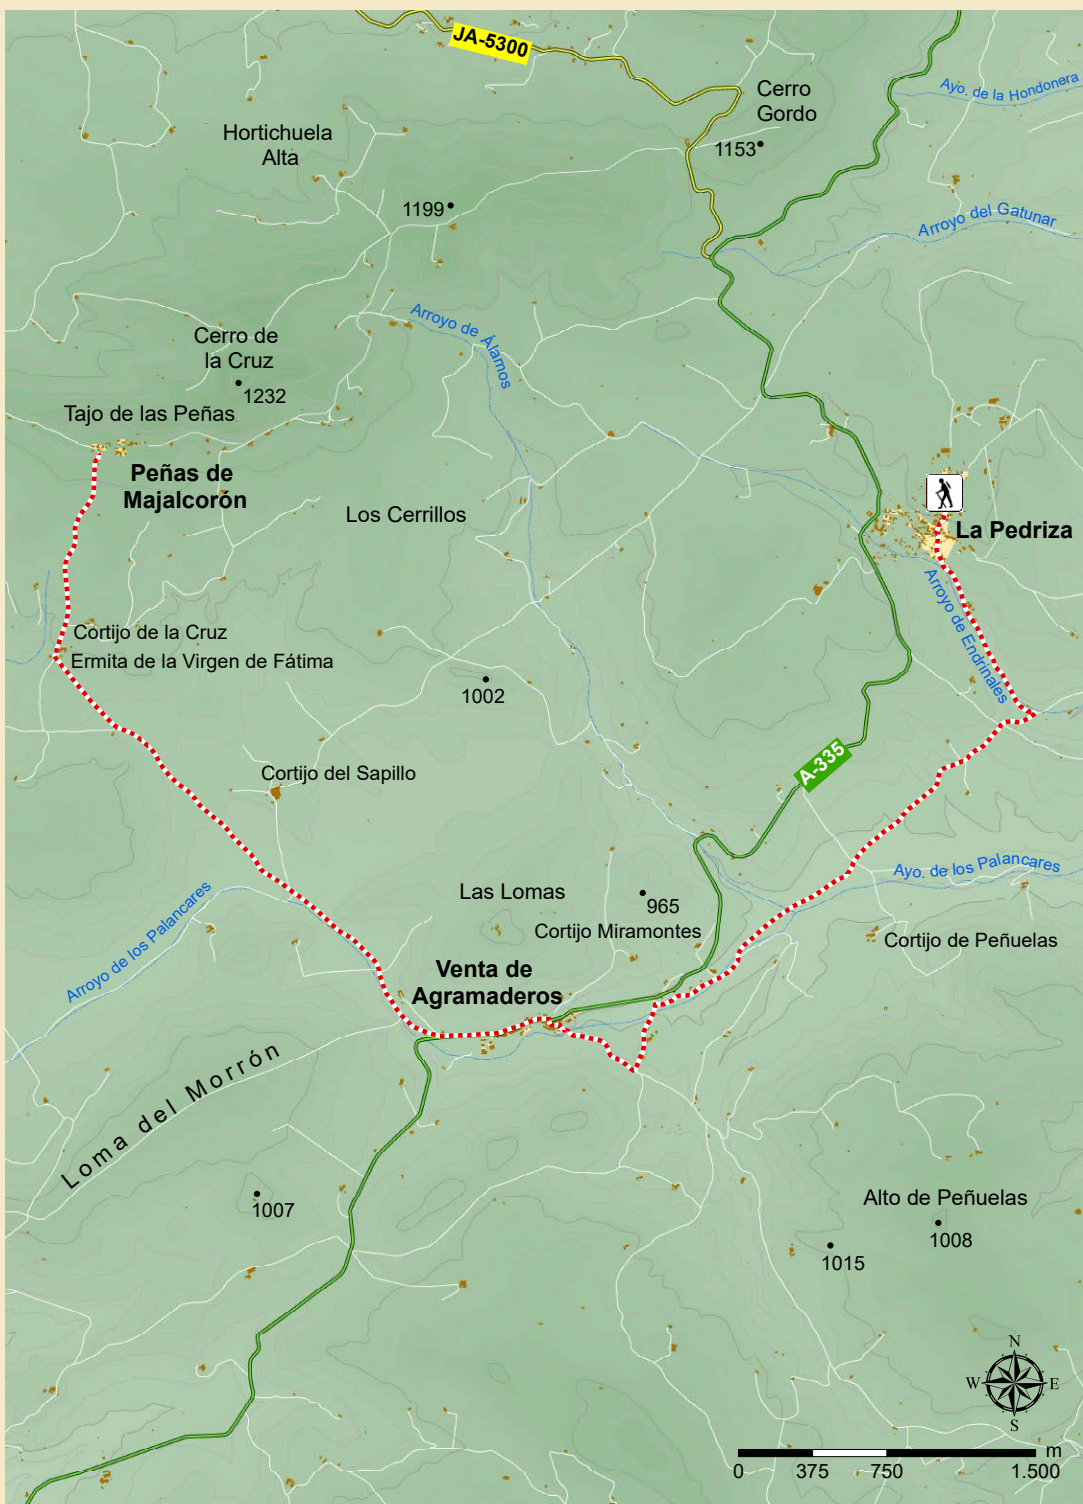 JA-5300
Cerro
Gordo
1153
Ayo. de la Hondonera
Hortichuela
Alta
1199
Arroyo del Gatunar
Arroyo de Álamos
Cerro de
la Cruz
1232
Tajo de las Peñas
Peñas de
Majalcorón
Los Cerrillos
La Pedriza
Arroyo de Endrinales
Cortijo de la Cruz
Ermita de la Virgen de Fátima
1002
Cortijo del Sapillo
A-335
Ayo. de los Palancares
Las Lomas
965
Cortijo Miramontes
Cortijo de Peñuelas
Arroyo de los Palancares
Venta de
Agramaderos
Loma del Morrón
1007
Alto de Peñuelas
1008
1015
N
W E
S
m
0 375 750 1.500